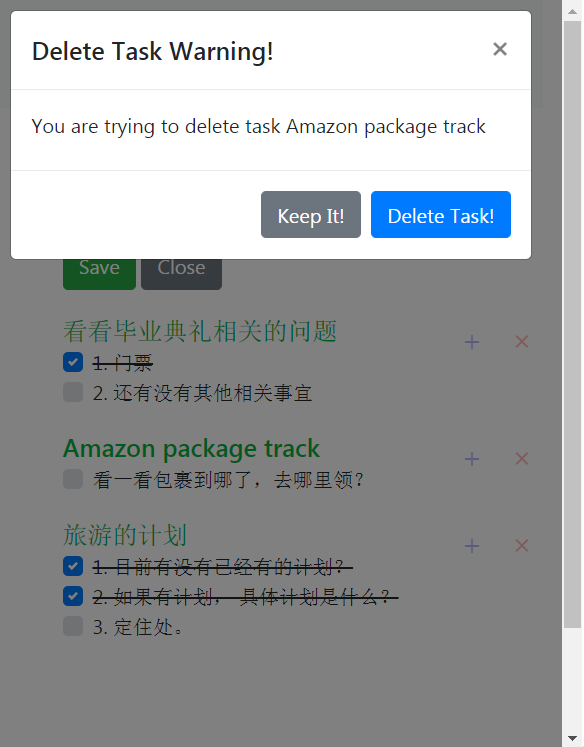 Delete Task Warning!
×
You are trying to delete task Amazon package track
Keep It! Delete Task!
Save Close
看看毕业典礼相关的问题
1. 门票
2. 还有没有其他相关事宜
Amazon package track
看一看包裹到哪了，去哪里领？
旅游的计划
1. 目前有没有已经有的计划？
2. 如果有计划， 具体计划是什么？
3. 定住处。